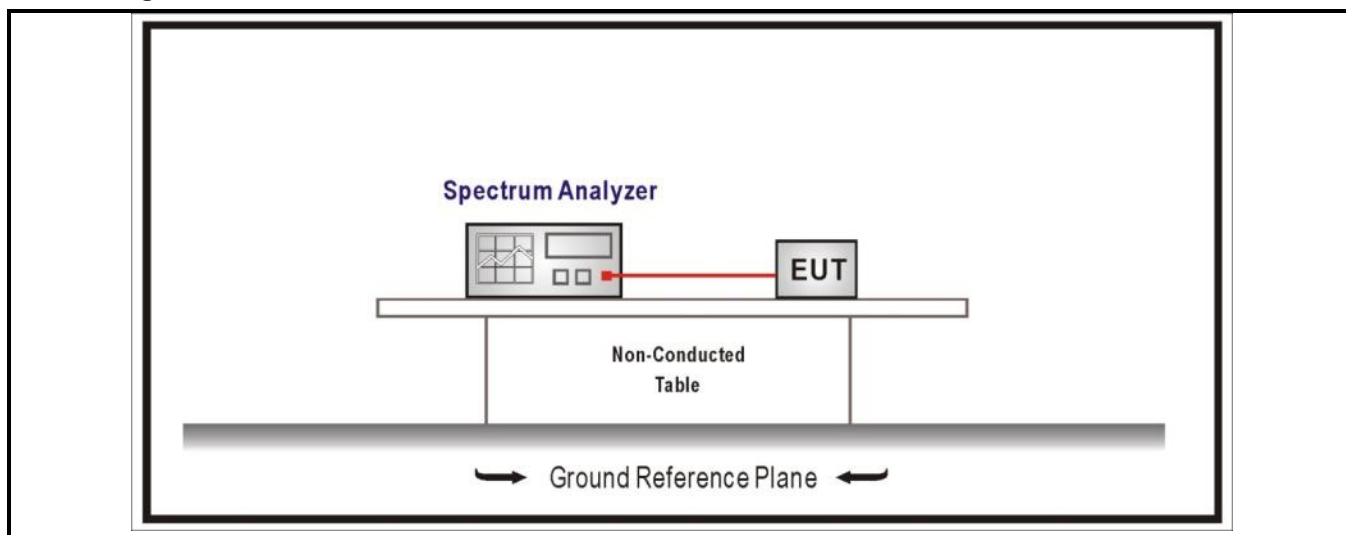 Spectrum Analyzer
EUT
Non-Conducted
Table
Ground Reference Plane